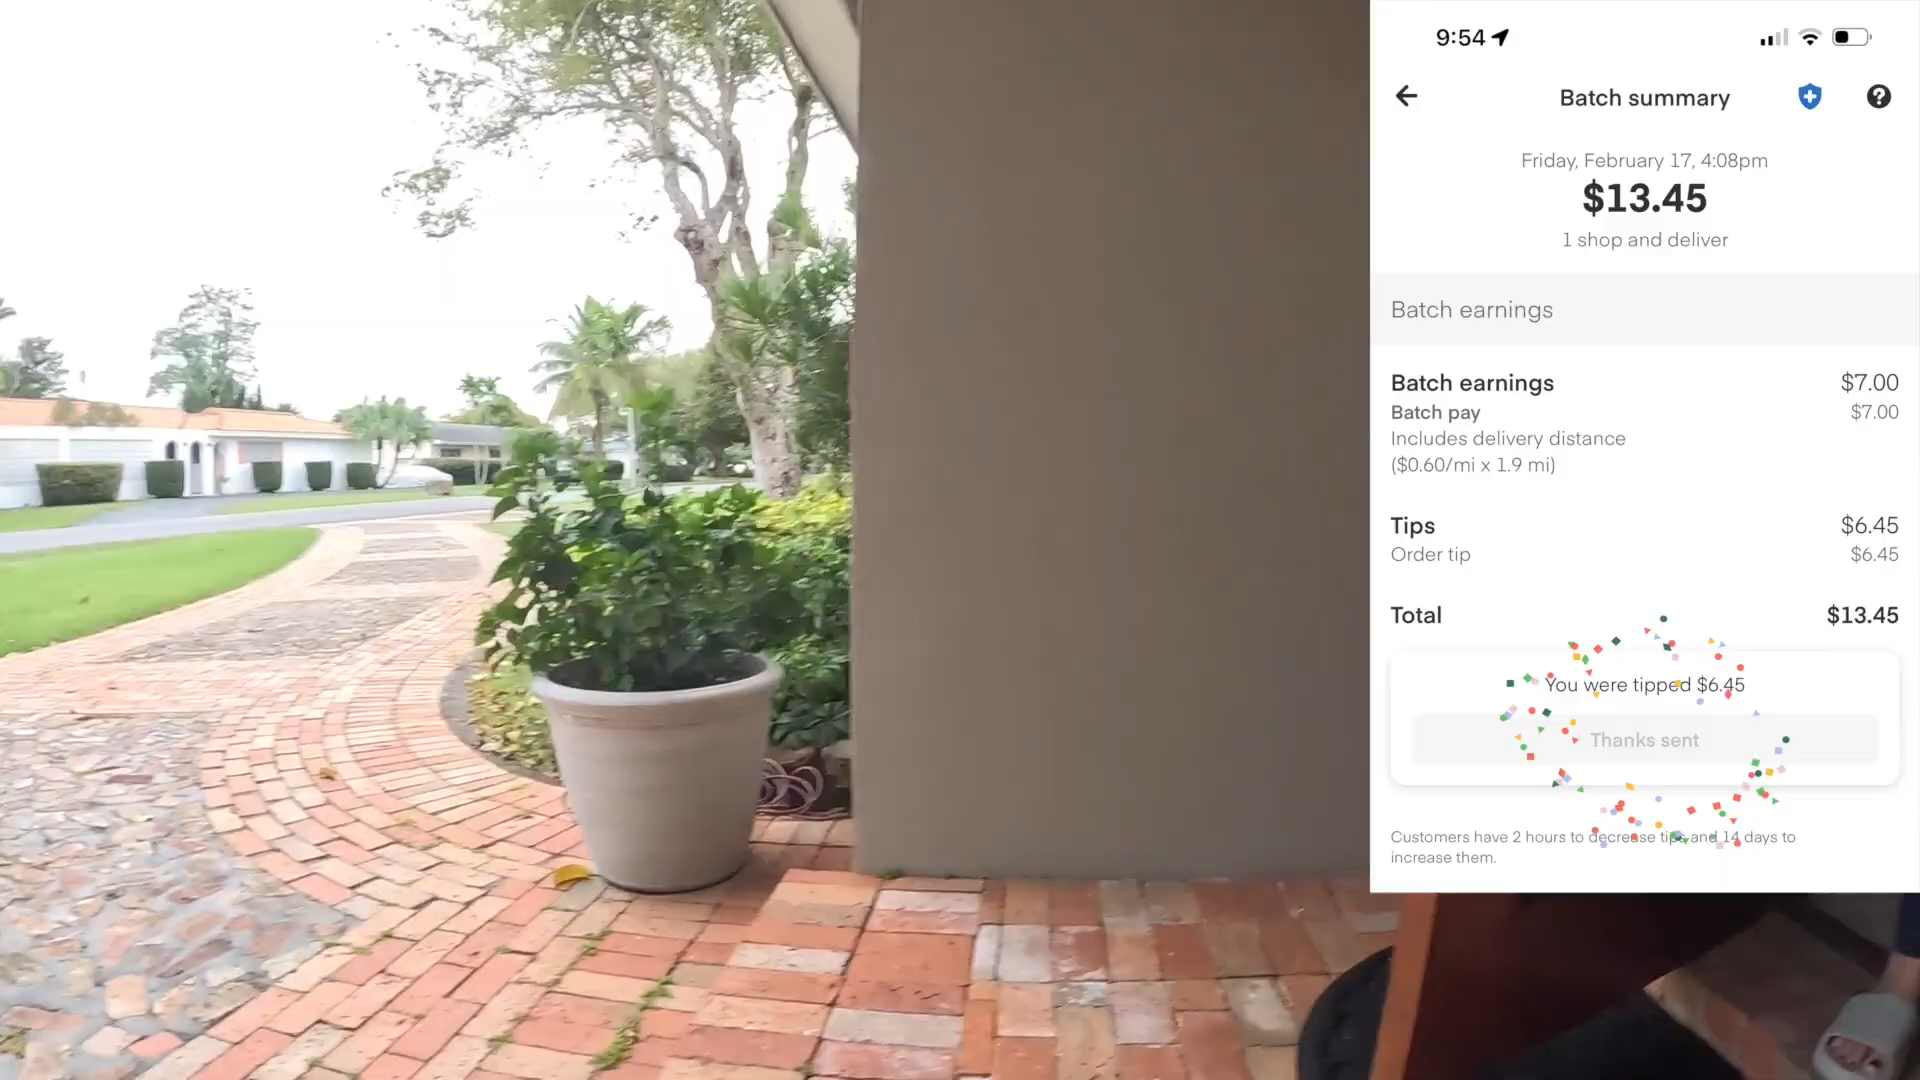 9:54
Batch summary
Friday, February 17, 4:08pm
$13.45
1 shop and deliver
Batch earnings
Batch earnings $7.00
Batch pay $7.00
Includes delivery distance
($0.60/mi x 1.9 mi)
Tips $6.45
Order tip $6.45
Total $13.45
You were tipped $6.45
Thanks sent
Customers have 2 hours to decrease tips and 14 days to
increase them.